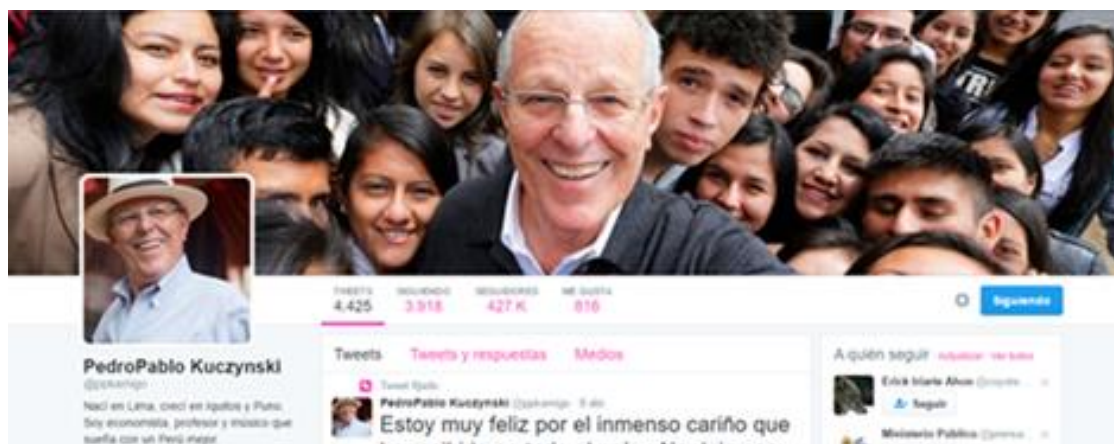 TWEETS SIGUIENDO SEGUIDORES ME GUSTA
4.425 3.918 427 K 816
Siguiendo
PedroPablo Kuczynski
@ppkamigo
Nací en Lima, crecí en Iquitos y Puno.
Soy economista, profesor y músico que
sueña con un Perú mejor.
Tweets Tweets y respuestas Medios
Tweet fijado
PedroPablo Kuczynski @ppkamigo
Estoy muy feliz por el inmenso cariño que
A quién seguir Actualizar Ver todos
Erick Iriarte Ahon
Seguir
Ministerio Público